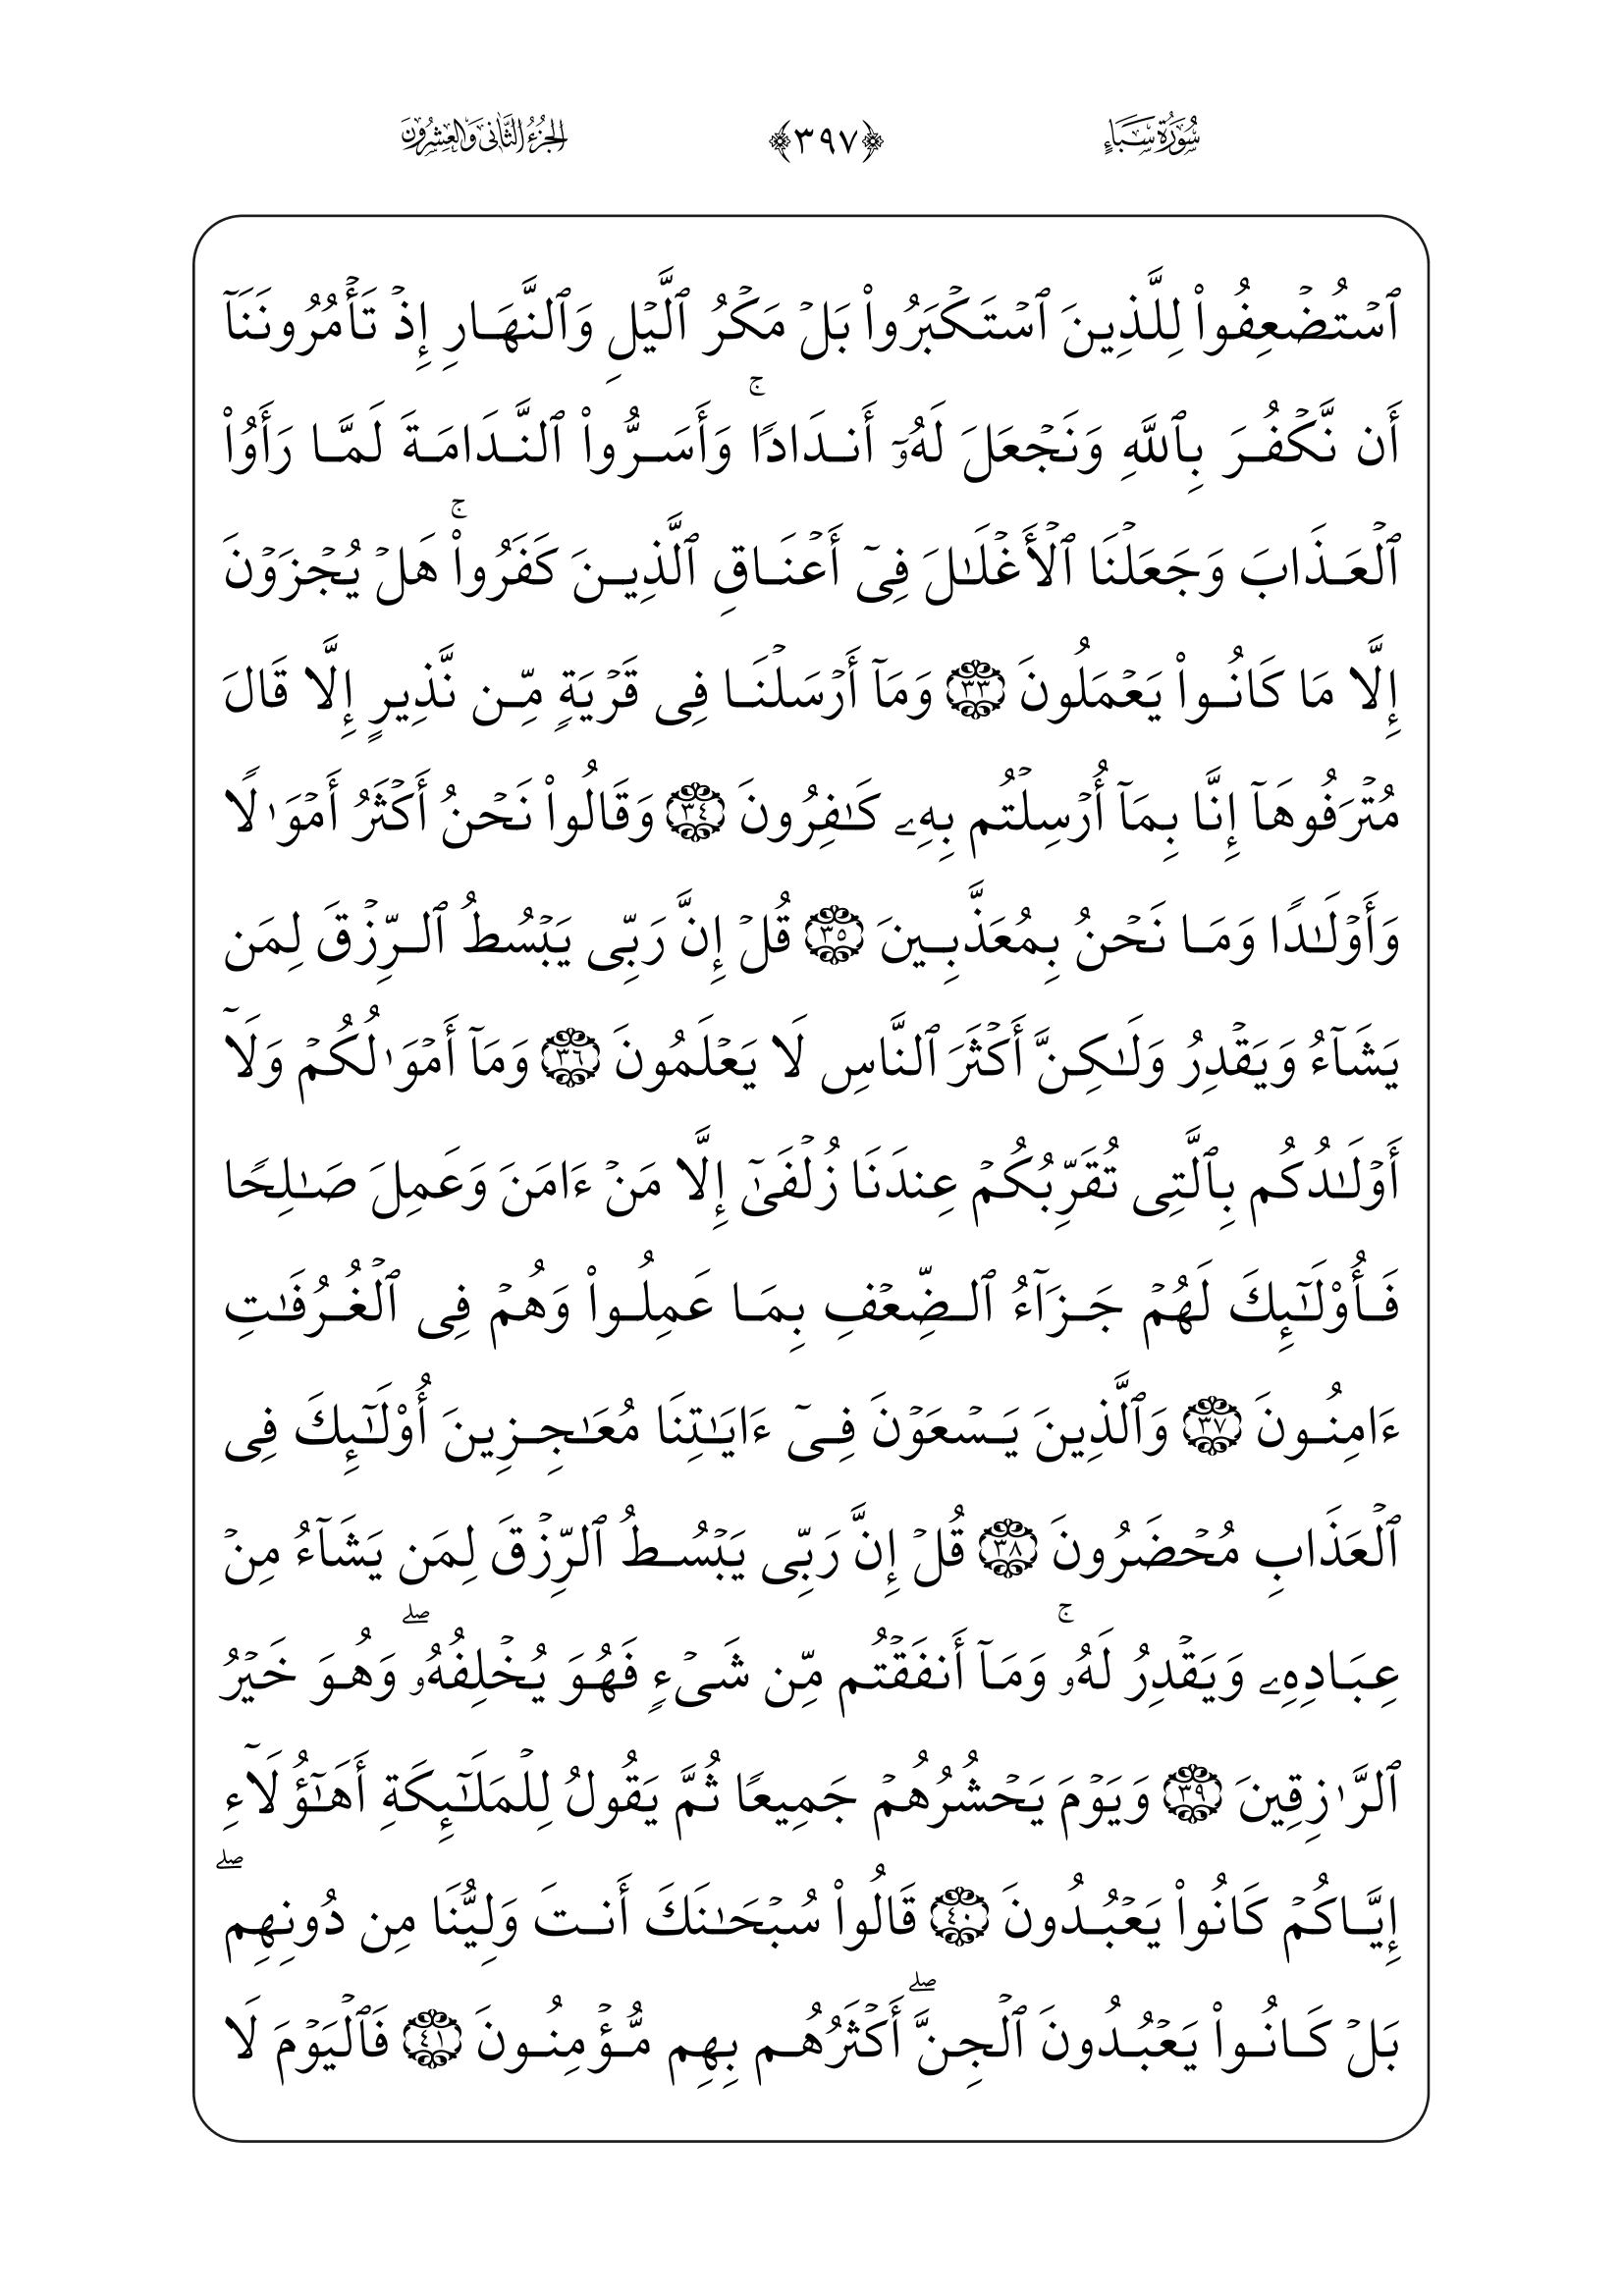 سُورَةُ سَبَإٍ ﴿٣٩٧﴾ الجُزْءُ الثَّانِي وَالعِشْرُونَ
ٱسۡتُضۡعِفُواْ لِلَّذِينَ ٱسۡتَكۡبَرُواْ بَلۡ مَكۡرُ ٱلَّيۡلِ وَٱلنَّهَارِ إِذۡ تَأۡمُرُونَنَآ
أَن نَّكۡفُرَ بِٱللَّهِ وَنَجۡعَلَ لَهُۥٓ أَندَادٗاۚ وَأَسَرُّواْ ٱلنَّدَامَةَ لَمَّا رَأَوُاْ
ٱلۡعَذَابَ وَجَعَلۡنَا ٱلۡأَغۡلَٰلَ فِيٓ أَعۡنَاقِ ٱلَّذِينَ كَفَرُواْۚ هَلۡ يُجۡزَوۡنَ
إِلَّا مَا كَانُواْ يَعۡمَلُونَ ٣٣ وَمَآ أَرۡسَلۡنَا فِي قَرۡيَةٖ مِّن نَّذِيرٍ إِلَّا قَالَ
مُتۡرَفُوهَآ إِنَّا بِمَآ أُرۡسِلۡتُم بِهِۦ كَٰفِرُونَ ٣٤ وَقَالُواْ نَحۡنُ أَكۡثَرُ أَمۡوَٰلٗا
وَأَوۡلَٰدٗا وَمَا نَحۡنُ بِمُعَذَّبِينَ ٣٥ قُلۡ إِنَّ رَبِّي يَبۡسُطُ ٱلرِّزۡقَ لِمَن
يَشَآءُ وَيَقۡدِرُ وَلَٰكِنَّ أَكۡثَرَ ٱلنَّاسِ لَا يَعۡلَمُونَ ٣٦ وَمَآ أَمۡوَٰلُكُمۡ وَلَآ
أَوۡلَٰدُكُم بِٱلَّتِي تُقَرِّبُكُمۡ عِندَنَا زُلۡفَىٰٓ إِلَّا مَنۡ ءَامَنَ وَعَمِلَ صَٰلِحٗا
فَأُوْلَٰٓئِكَ لَهُمۡ جَزَآءُ ٱلضِّعۡفِ بِمَا عَمِلُواْ وَهُمۡ فِي ٱلۡغُرُفَٰتِ
ءَامِنُونَ ٣٧ وَٱلَّذِينَ يَسۡعَوۡنَ فِيٓ ءَايَٰتِنَا مُعَٰجِزِينَ أُوْلَٰٓئِكَ فِي
ٱلۡعَذَابِ مُحۡضَرُونَ ٣٨ قُلۡ إِنَّ رَبِّي يَبۡسُطُ ٱلرِّزۡقَ لِمَن يَشَآءُ مِنۡ
عِبَادِهِۦ وَيَقۡدِرُ لَهُۥۚ وَمَآ أَنفَقۡتُم مِّن شَيۡءٖ فَهُوَ يُخۡلِفُهُۥۖ وَهُوَ خَيۡرُ
ٱلرَّٰزِقِينَ ٣٩ وَيَوۡمَ يَحۡشُرُهُمۡ جَمِيعٗا ثُمَّ يَقُولُ لِلۡمَلَٰٓئِكَةِ أَهَٰٓؤُلَآءِ
إِيَّاكُمۡ كَانُواْ يَعۡبُدُونَ ٤٠ قَالُواْ سُبۡحَٰنَكَ أَنتَ وَلِيُّنَا مِن دُونِهِمۖ
بَلۡ كَانُواْ يَعۡبُدُونَ ٱلۡجِنَّۖ أَكۡثَرُهُم بِهِم مُّؤۡمِنُونَ ٤١ فَٱلۡيَوۡمَ لَا